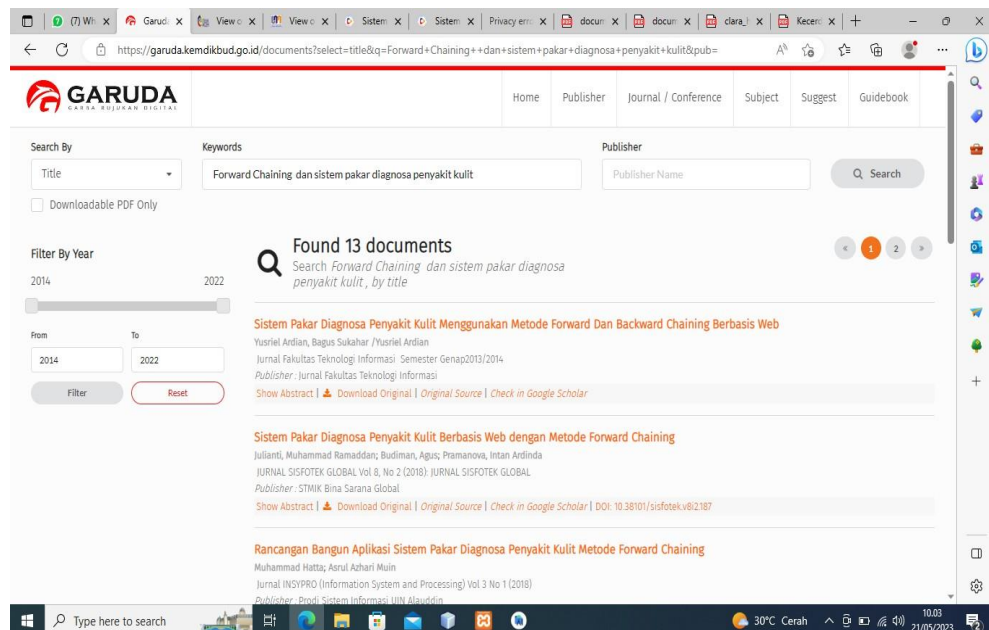 (7) Wh
Garud
View o
View o
Sistem
Sistem
Privacy erro
docum
docum
clara_h
Kecerd
https://garuda.kemdikbud.go.id/documents?select=title&q=Forward+Chaining++dan+sistem+pakar+diagnosa+penyakit+kulit&pub=
GARUDA
GARBA RUJUKAN DIGITAL
Home Publisher Journal / Conference Subject Suggest Guidebook
Search By Keywords Publisher
Title Forward Chaining dan sistem pakar diagnosa penyakit kulit Publisher Name Search
Downloadable PDF Only
Filter By Year
2014 2022
From To
2014 2022
Filter Reset
Found 13 documents
Search Forward Chaining dan sistem pakar diagnosa
penyakit kulit , by title
« 1 2 »
Sistem Pakar Diagnosa Penyakit Kulit Menggunakan Metode Forward Dan Backward Chaining Berbasis Web
Yusriel Ardian, Bagus Sukahar /Yusriel Ardian
Jurnal Fakultas Teknologi Informasi Semester Genap2013/2014
Publisher : Jurnal Fakultas Teknologi Informasi
Show Abstract | Download Original | Original Source | Check in Google Scholar
Sistem Pakar Diagnosa Penyakit Kulit Berbasis Web dengan Metode Forward Chaining
Julianti, Muhammad Ramaddan; Budiman, Agus; Pramanova, Intan Ardinda
JURNAL SISFOTEK GLOBAL Vol 8, No 2 (2018): JURNAL SISFOTEK GLOBAL
Publisher : STMIK Bina Sarana Global
Show Abstract | Download Original | Original Source | Check in Google Scholar | DOI: 10.38101/sisfotek.v8i2.187
Rancangan Bangun Aplikasi Sistem Pakar Diagnosa Penyakit Kulit Metode Forward Chaining
Muhammad Hatta; Asrul Azhari Muin
Jurnal INSYPRO (Information System and Processing) Vol 3 No 1 (2018)
Publisher : Prodi Sistem Informasi UIN Alauddin
Type here to search
30°C Cerah
10.03
21/05/2023